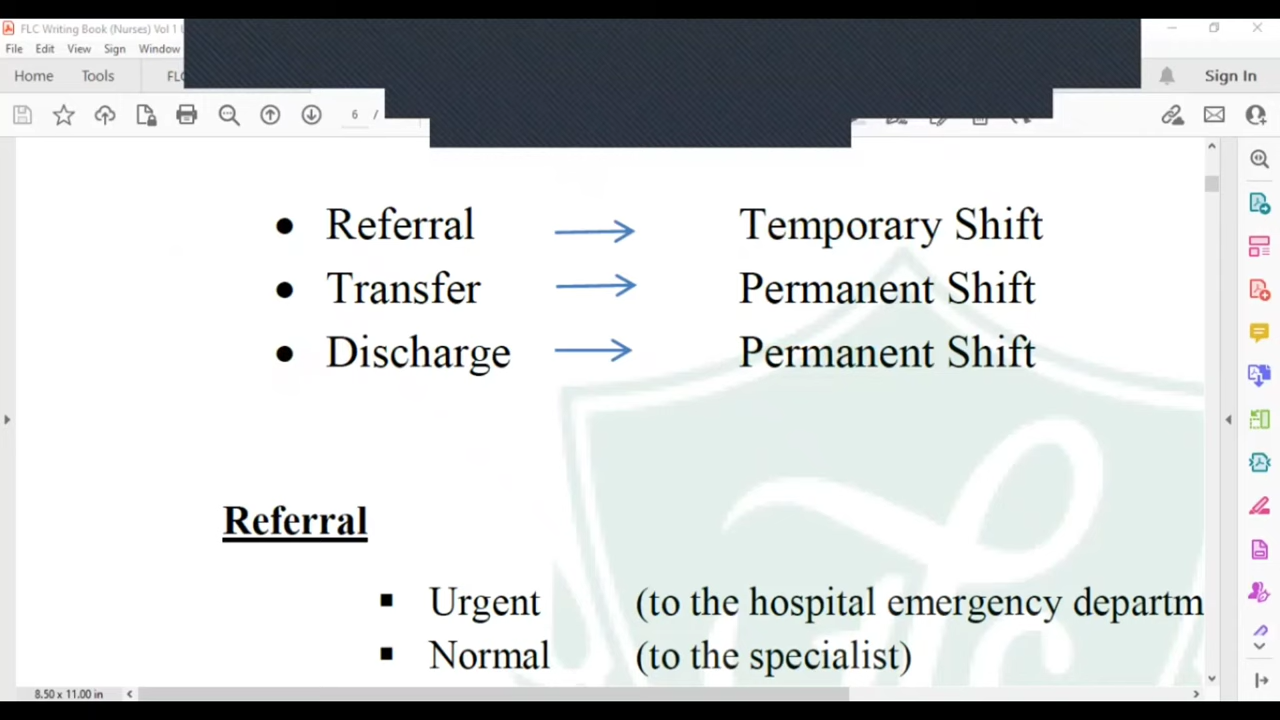 FLC Writing Book (Nurses) Vol 1
File Edit View Sign Window
Home Tools FLC
Sign In
6 /
• Referral → Temporary Shift
• Transfer → Permanent Shift
• Discharge → Permanent Shift
Referral
▪ Urgent (to the hospital emergency departm
▪ Normal (to the specialist)
8.50 x 11.00 in